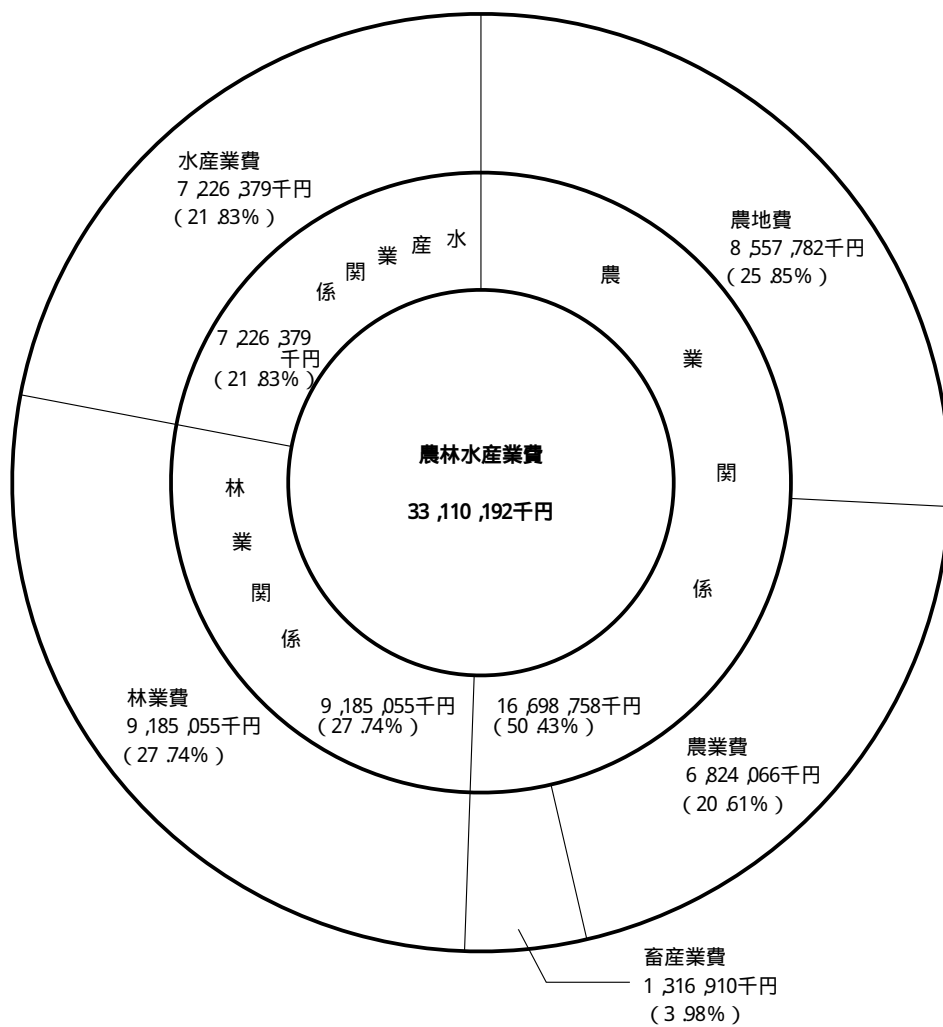 水産業費
7,226,379千円
(21.83%)
農地費
8,557,782千円
(25.85%)
水産業関係
7,226,379
千円
(21.83%)
農業関係
農林水産業費
33,110,192千円
林業関係
9,185,055千円
(27.74%)
16,698,758千円
(50.43%)
林業費
9,185,055千円
(27.74%)
農業費
6,824,066千円
(20.61%)
畜産業費
1,316,910千円
(3.98%)